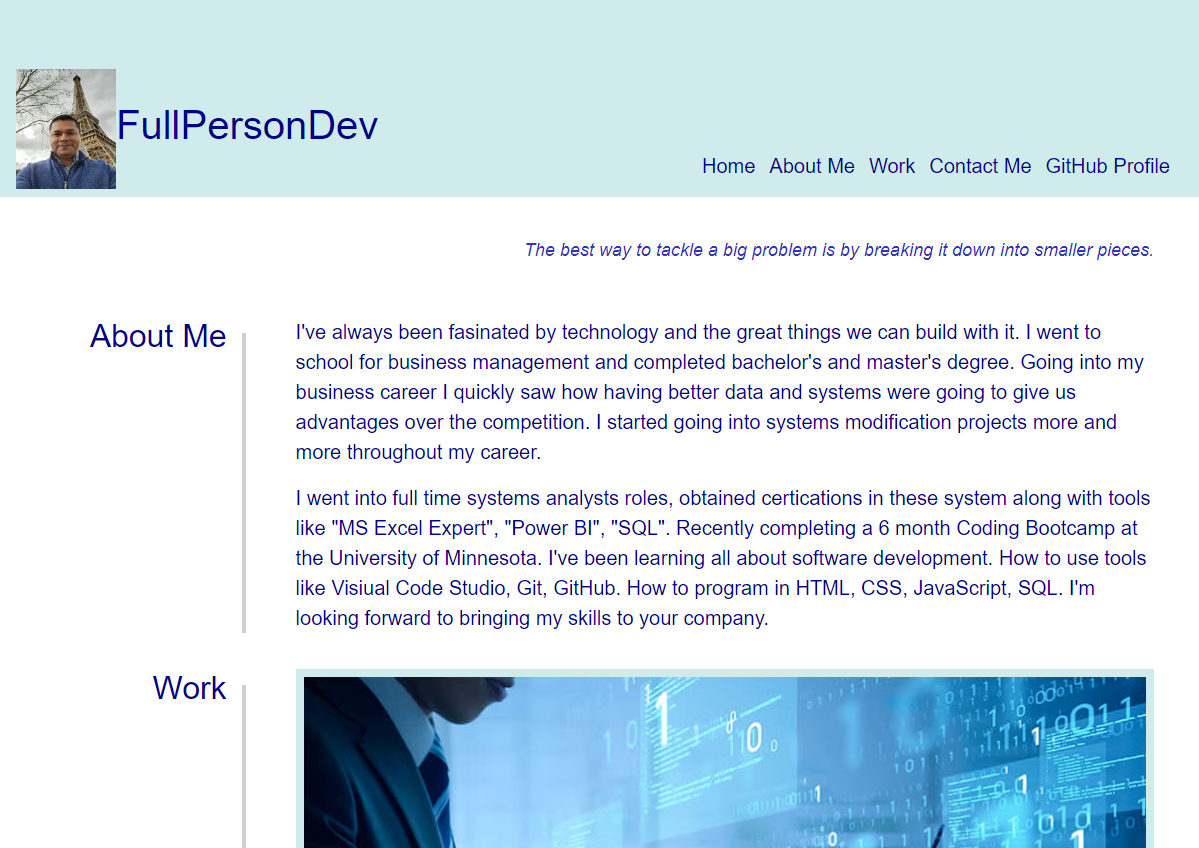 FullPersonDev
Home About Me Work Contact Me GitHub Profile
The best way to tackle a big problem is by breaking it down into smaller pieces.
About Me
I've always been fasinated by technology and the great things we can build with it. I went to
school for business management and completed bachelor's and master's degree. Going into my
business career I quickly saw how having better data and systems were going to give us
advantages over the competition. I started going into systems modification projects more and
more throughout my career.
I went into full time systems analysts roles, obtained certications in these system along with tools
like "MS Excel Expert", "Power BI", "SQL". Recently completing a 6 month Coding Bootcamp at
the University of Minnesota. I've been learning all about software development. How to use tools
like Visiual Code Studio, Git, GitHub. How to program in HTML, CSS, JavaScript, SQL. I'm
looking forward to bringing my skills to your company.
Work